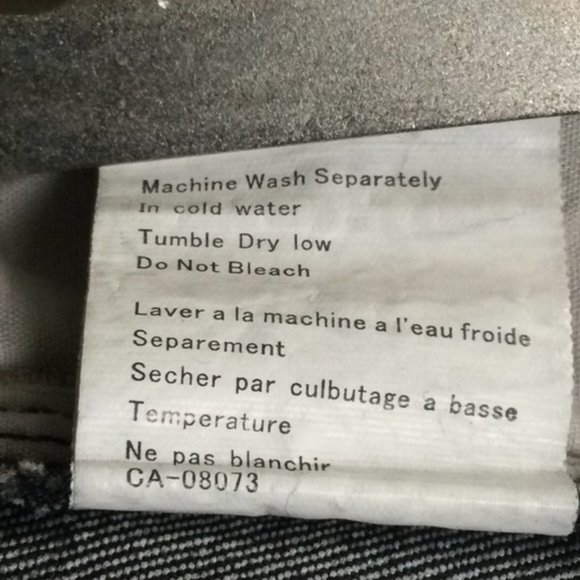 Machine Wash Separately
In cold water
Tumble Dry low
Do Not Bleach
Laver a la machine a l'eau froide
Separement
Secher par culbutage a basse
Temperature
Ne pas blanchir
CA-08073